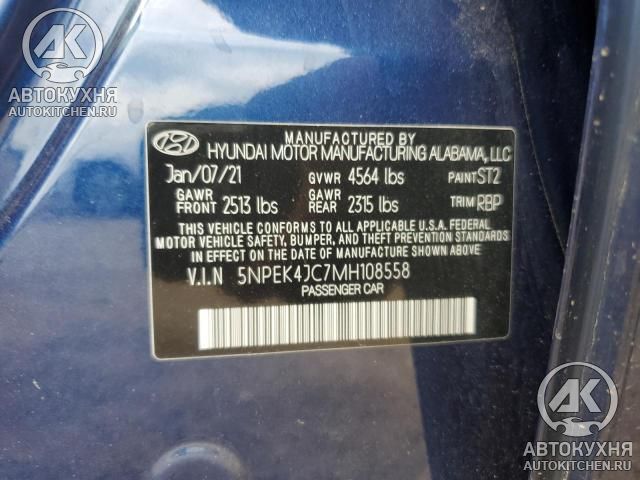 АВТОКУХНЯ
AUTOKITCHEN.RU
MANUFACTURED BY
HYUNDAI MOTOR MANUFACTURING ALABAMA, LLC
Jan/07/21 GVWR 4564 lbs PAINT ST2
GAWR FRONT 2513 lbs GAWR REAR 2315 lbs TRIM RBP
THIS VEHICLE CONFORMS TO ALL APPLICABLE U.S.A. FEDERAL
MOTOR VEHICLE SAFETY, BUMPER, AND THEFT PREVENTION STANDARDS
IN EFFECT ON THE DATE OF MANUFACTURE SHOWN ABOVE.
V.I.N 5NPEK4JC7MH108558
PASSENGER CAR
АК
АВТОКУХНЯ
AUTOKITCHEN.RU